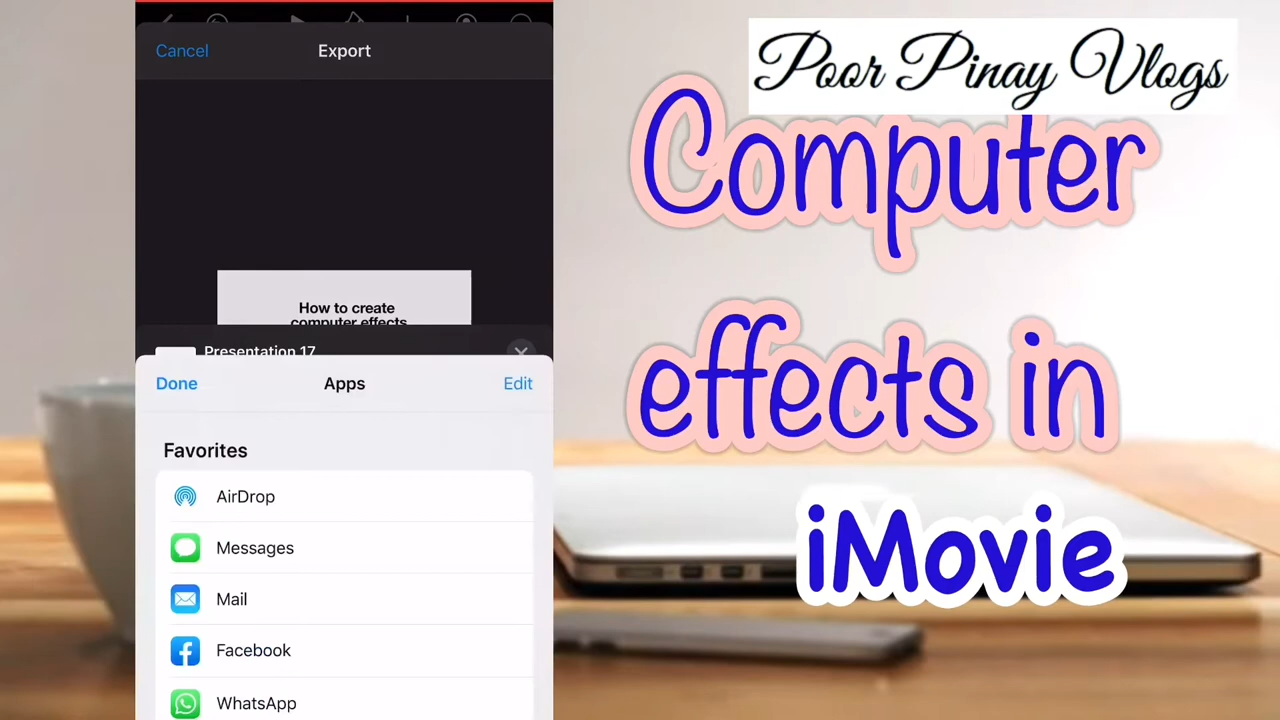 Cancel
Export
How to create
computer effects
Presentation 17
Done
Apps
Edit
Favorites
AirDrop
Messages
Mail
Facebook
WhatsApp
Poor Pinay Vlogs
Computer
effects in
iMovie